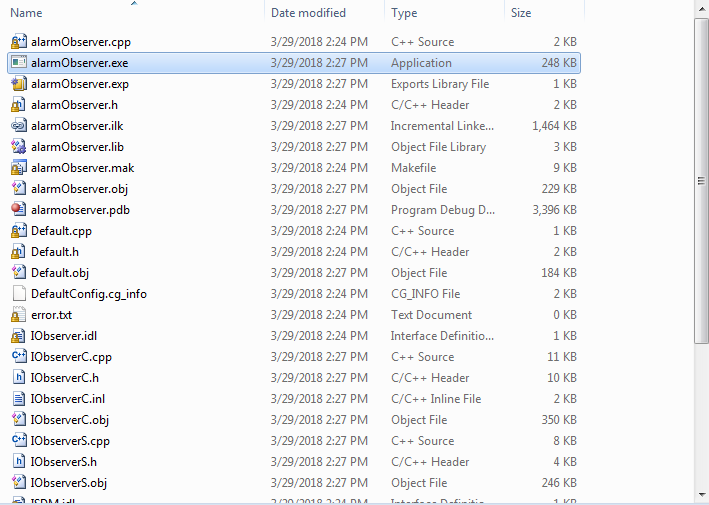 Name Date modified Type Size
alarmObserver.cpp 3/29/2018 2:24 PM C++ Source 2 KB
alarmObserver.exe 3/29/2018 2:27 PM Application 248 KB
alarmObserver.exp 3/29/2018 2:27 PM Exports Library File 1 KB
alarmObserver.h 3/29/2018 2:24 PM C/C++ Header 2 KB
alarmObserver.ilk 3/29/2018 2:27 PM Incremental Linke... 1,464 KB
alarmObserver.lib 3/29/2018 2:27 PM Object File Library 3 KB
alarmObserver.mak 3/29/2018 2:24 PM Makefile 9 KB
alarmObserver.obj 3/29/2018 2:27 PM Object File 229 KB
alarmobserver.pdb 3/29/2018 2:27 PM Program Debug D... 3,396 KB
Default.cpp 3/29/2018 2:24 PM C++ Source 1 KB
Default.h 3/29/2018 2:24 PM C/C++ Header 2 KB
Default.obj 3/29/2018 2:27 PM Object File 184 KB
DefaultConfig.cg_info 3/29/2018 2:24 PM CG_INFO File 2 KB
error.txt 3/29/2018 2:24 PM Text Document 0 KB
IObserver.idl 3/29/2018 2:24 PM Interface Definitio... 1 KB
IObserverC.cpp 3/29/2018 2:27 PM C++ Source 11 KB
IObserverC.h 3/29/2018 2:27 PM C/C++ Header 10 KB
IObserverC.inl 3/29/2018 2:27 PM C/C++ Inline File 2 KB
IObserverC.obj 3/29/2018 2:27 PM Object File 350 KB
IObserverS.cpp 3/29/2018 2:27 PM C++ Source 8 KB
IObserverS.h 3/29/2018 2:27 PM C/C++ Header 4 KB
IObserverS.obj 3/29/2018 2:27 PM Object File 246 KB
ISDM.idl 3/29/2018 2:24 PM Interface Definitio... 1 KB